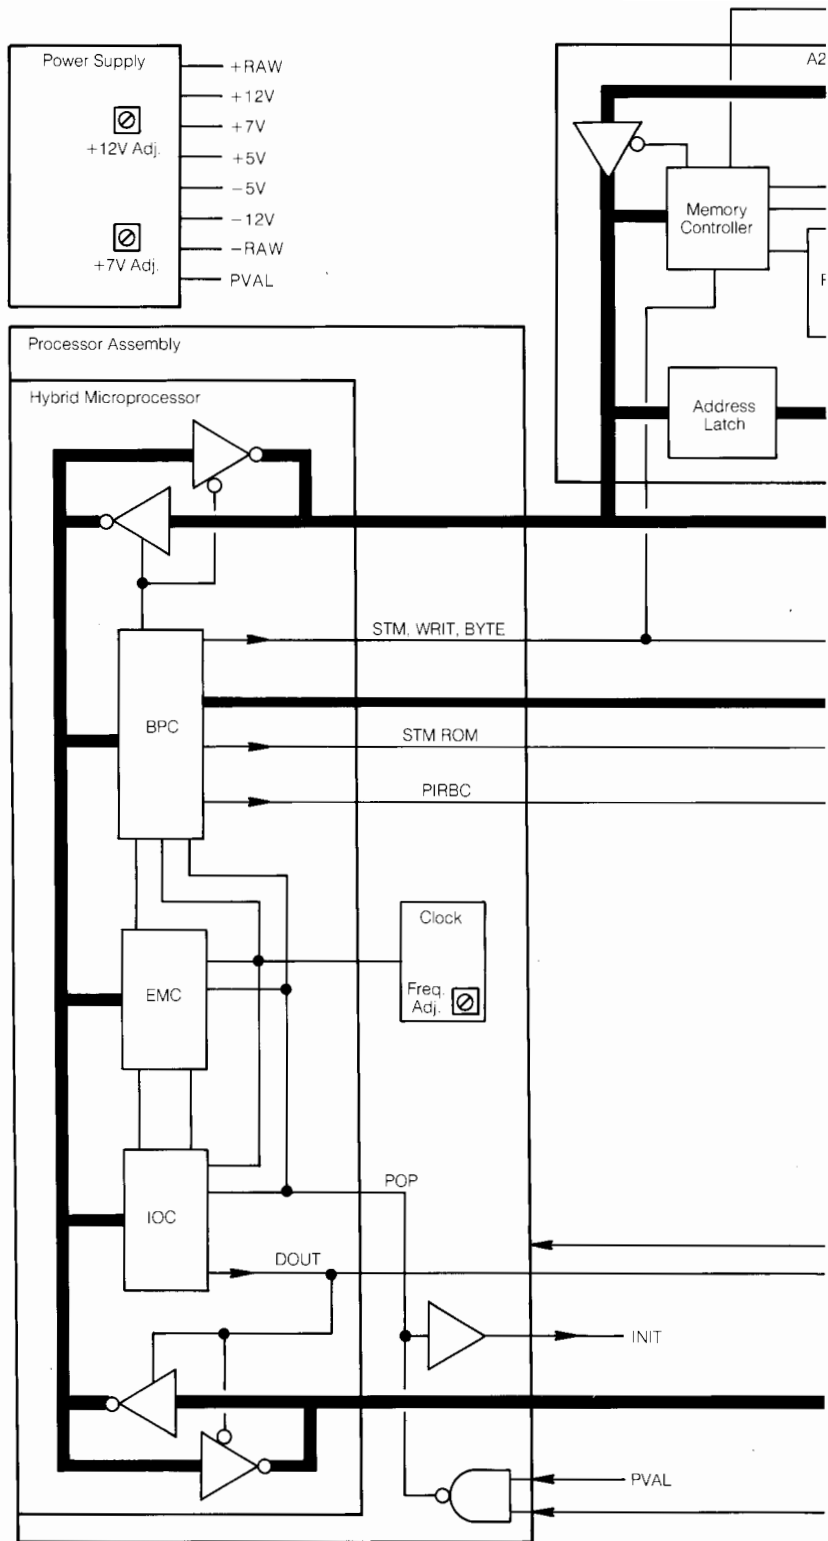 Power Supply
+12V Adj.
+7V Adj.
+RAW
+12V
+7V
+5V
−5V
−12V
−RAW
PVAL
A2
Memory
Controller
Address
Latch
Processor Assembly
Hybrid Microprocessor
STM, WRIT, BYTE
BPC
STM ROM
PIRBC
Clock
Freq.
Adj.
EMC
POP
IOC
DOUT
INIT
PVAL